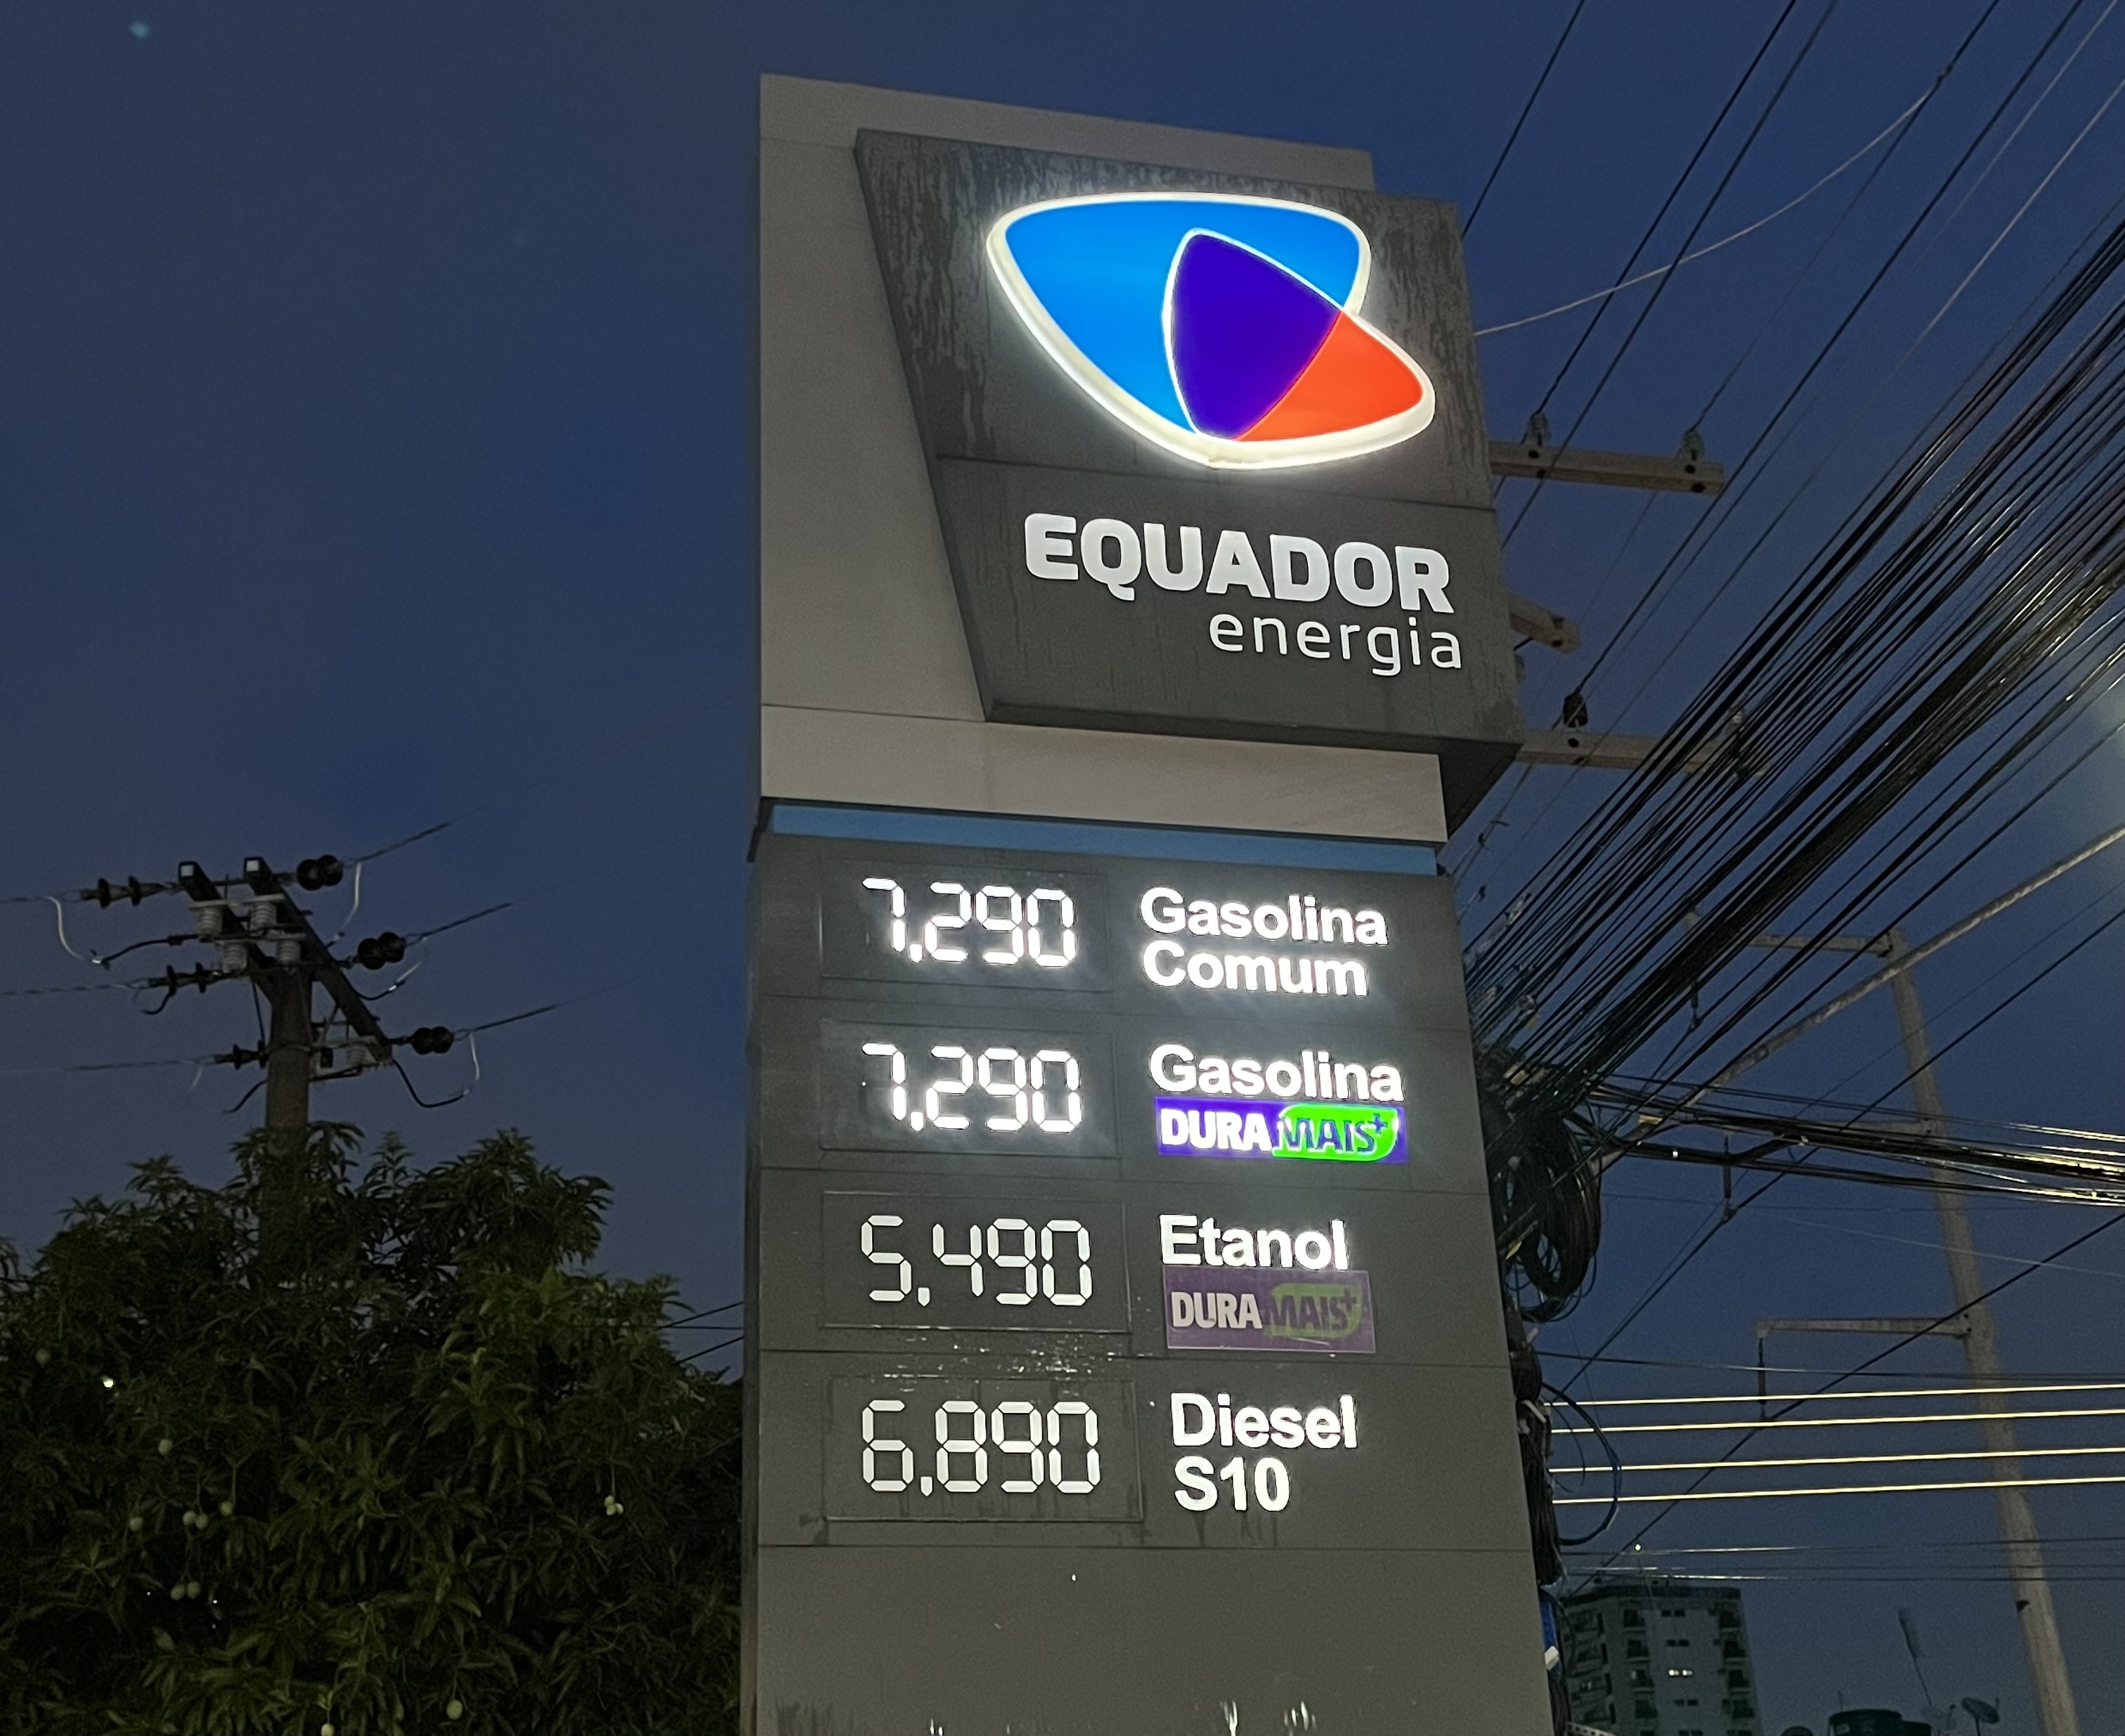 EQUADOR
energia
7.290 Gasolina
Comum
7.290 Gasolina
DURAMAIS+
5.490 Etanol
DURAMAIS+
6.890 Diesel
S10